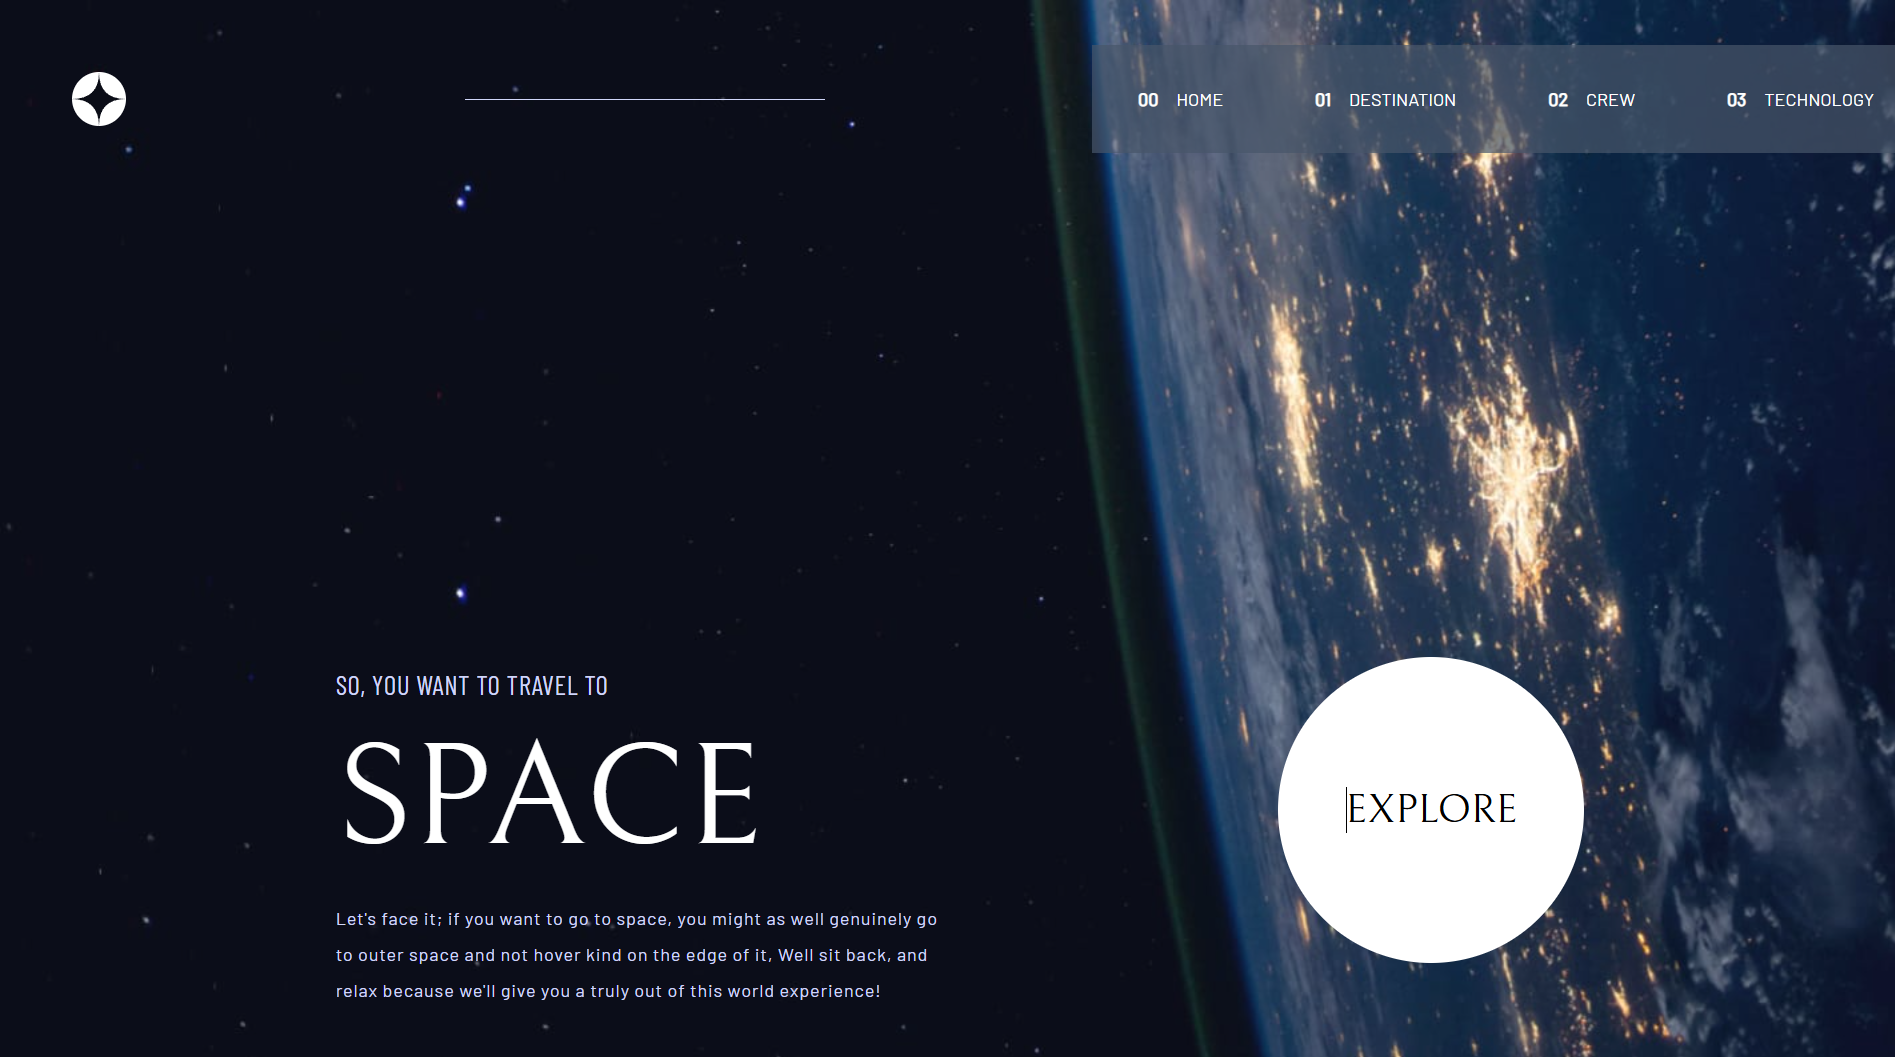 00 HOME 01 DESTINATION 02 CREW 03 TECHNOLOGY
SO, YOU WANT TO TRAVEL TO
SPACE
EXPLORE
Let's face it; if you want to go to space, you might as well genuinely go
to outer space and not hover kind on the edge of it, Well sit back, and
relax because we'll give you a truly out of this world experience!